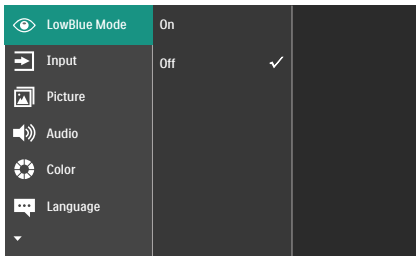 LowBlue Mode
On
Input
Off
Picture
Audio
Color
Language